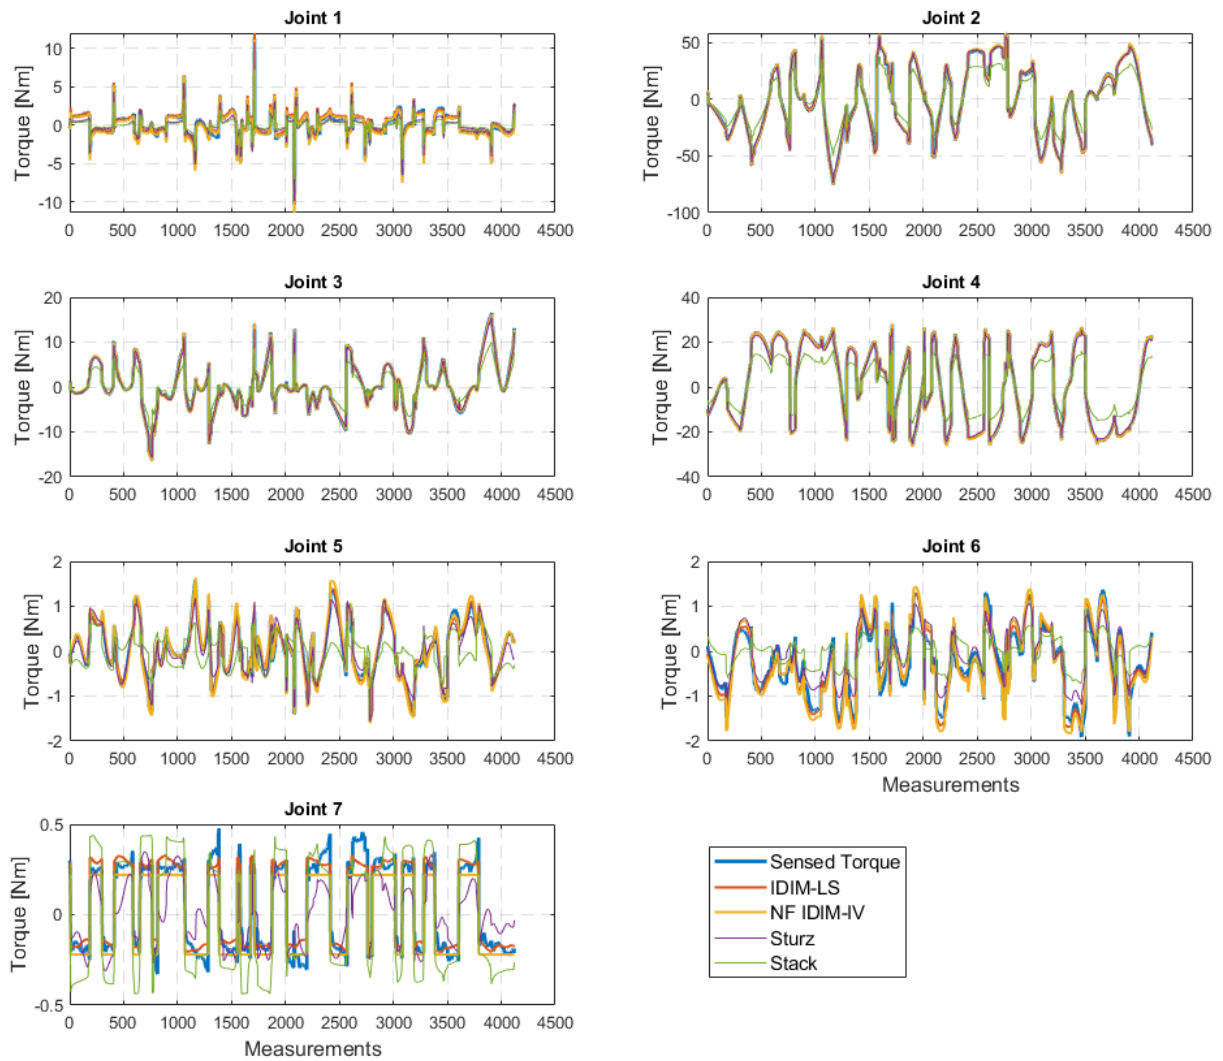 Joint 1
Torque [Nm]
10
5
0
-5
-10
0 500 1000 1500 2000 2500 3000 3500 4000 4500
Joint 2
Torque [Nm]
50
0
-50
-100
0 500 1000 1500 2000 2500 3000 3500 4000 4500
Joint 3
Torque [Nm]
20
10
0
-10
-20
0 500 1000 1500 2000 2500 3000 3500 4000 4500
Joint 4
Torque [Nm]
40
20
0
-20
-40
0 500 1000 1500 2000 2500 3000 3500 4000 4500
Joint 5
Torque [Nm]
2
1
0
-1
-2
0 500 1000 1500 2000 2500 3000 3500 4000 4500
Joint 6
Torque [Nm]
2
1
0
-1
-2
0 500 1000 1500 2000 2500 3000 3500 4000 4500
Measurements
Joint 7
Torque [Nm]
0.5
0
-0.5
0 500 1000 1500 2000 2500 3000 3500 4000 4500
Measurements
Sensed Torque
IDIM-LS
NF IDIM-IV
Sturz
Stack